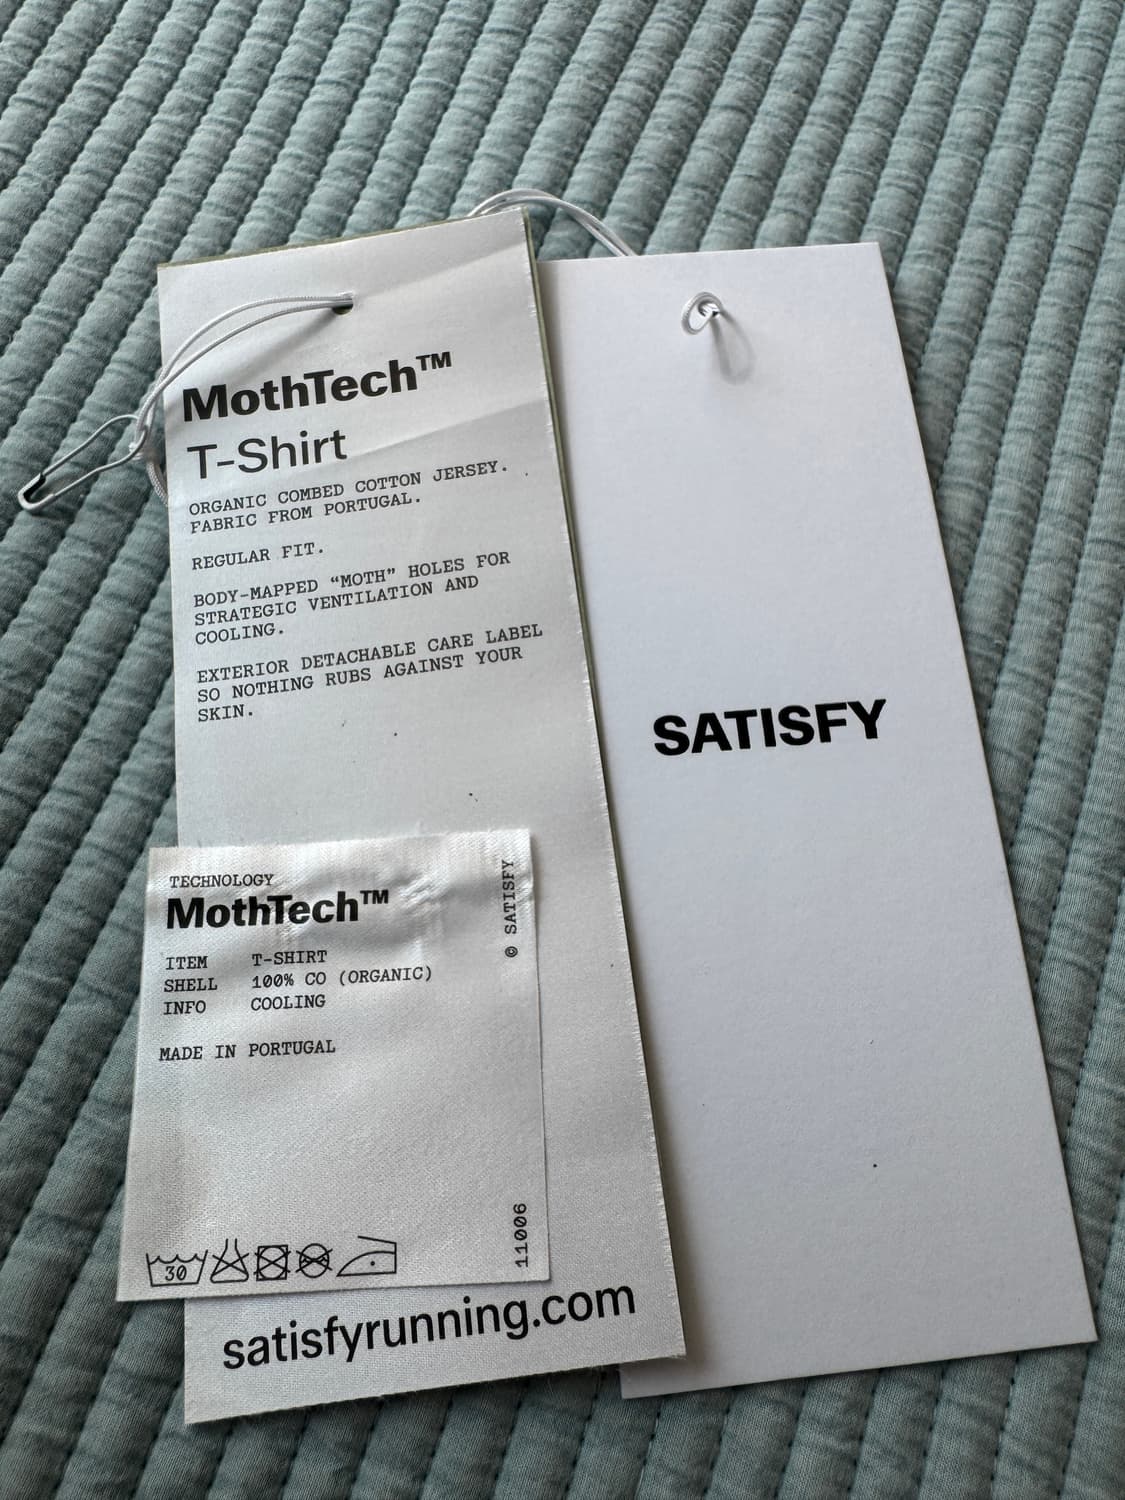 MothTech™
T-Shirt
ORGANIC COMBED COTTON JERSEY.
FABRIC FROM PORTUGAL.
REGULAR FIT.
BODY-MAPPED “MOTH” HOLES FOR
STRATEGIC VENTILATION AND
COOLING.
EXTERIOR DETACHABLE CARE LABEL
SO NOTHING RUBS AGAINST YOUR
SKIN.
SATISFY
TECHNOLOGY
MothTech™
© SATISFY
ITEM T-SHIRT
SHELL 100% CO (ORGANIC)
INFO COOLING
MADE IN PORTUGAL
11006
30
satisfyrunning.com